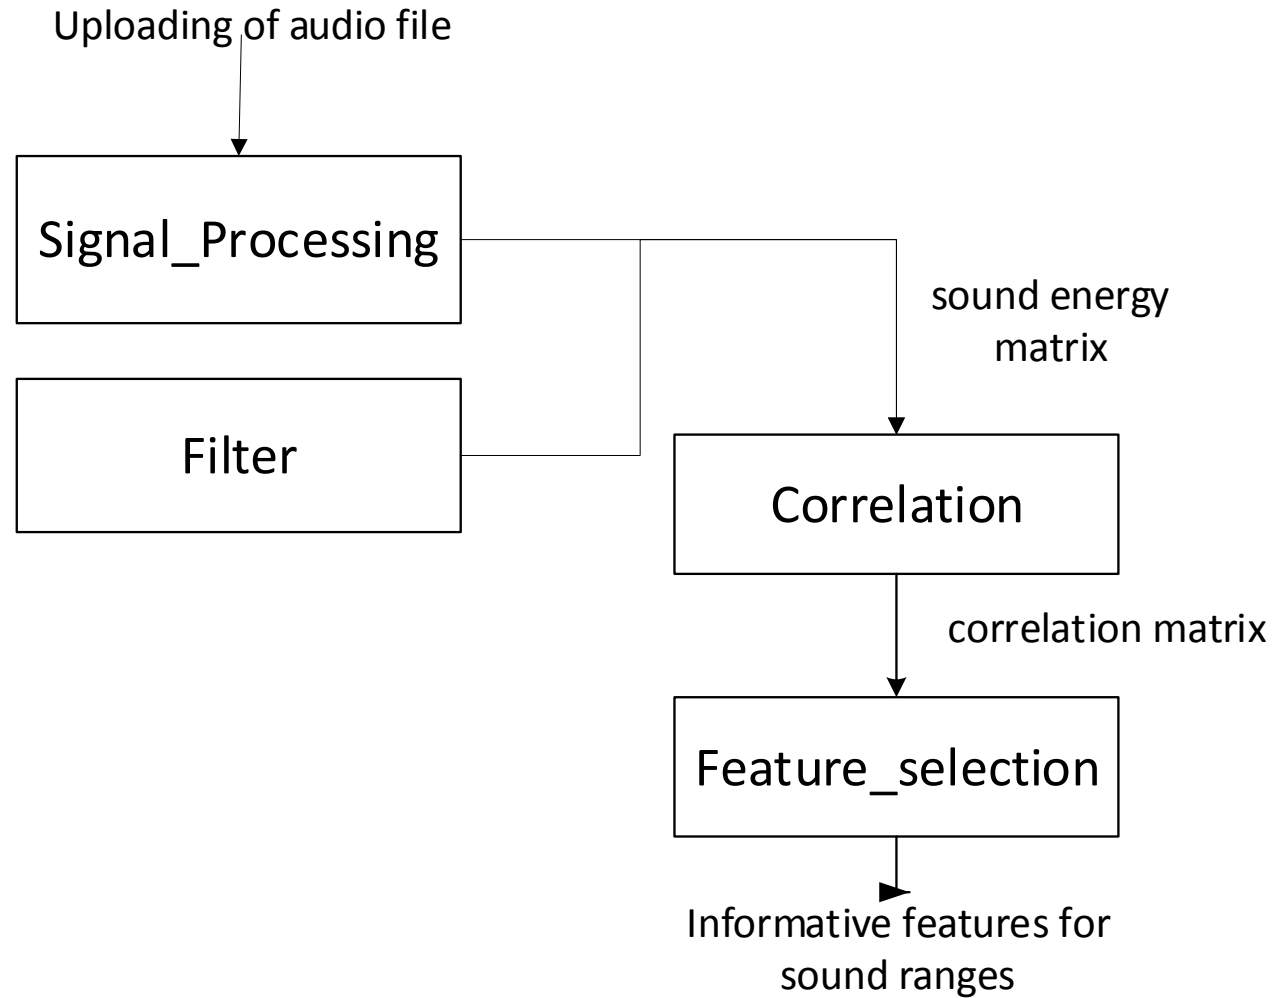 Uploading of audio file
Signal_Processing
sound energy
matrix
Filter
Correlation
correlation matrix
Feature_selection
Informative features for
sound ranges